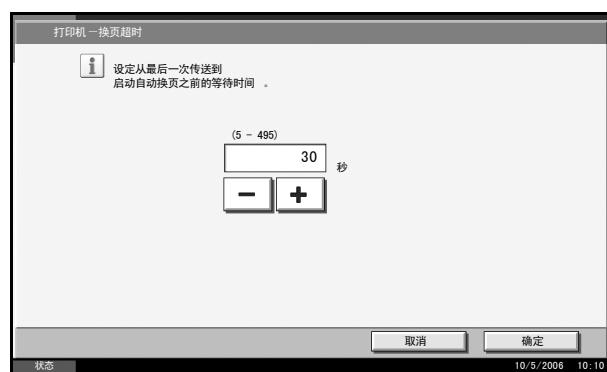 打印机－换页超时
设定从最后一次传送到
启动自动换页之前的等待时间 。
(5 - 495)
30
秒
取消
确定
状态
10/5/2006 10:10